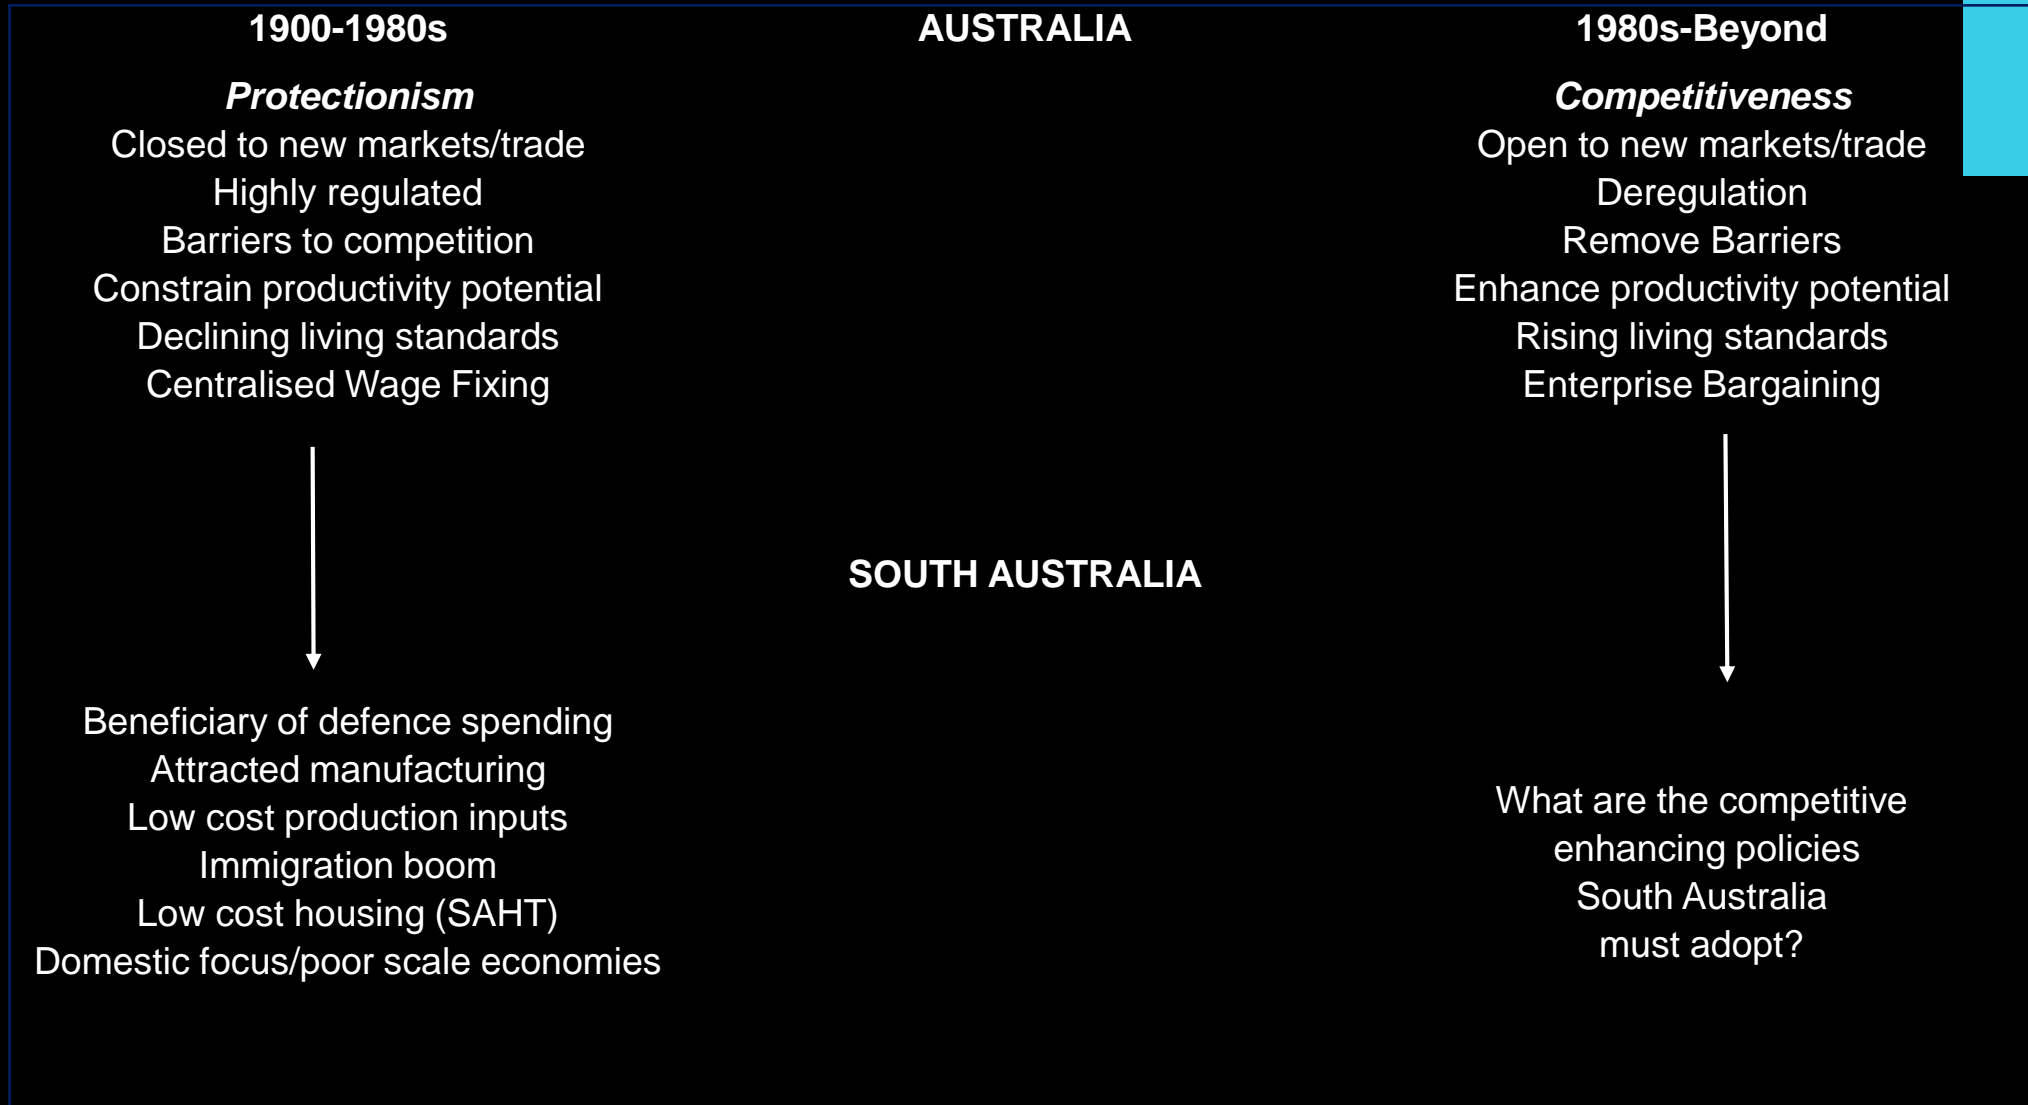 1900-1980s
AUSTRALIA
1980s-Beyond
Protectionism
Closed to new markets/trade
Highly regulated
Barriers to competition
Constrain productivity potential
Declining living standards
Centralised Wage Fixing
Competitiveness
Open to new markets/trade
Deregulation
Remove Barriers
Enhance productivity potential
Rising living standards
Enterprise Bargaining
SOUTH AUSTRALIA
Beneficiary of defence spending
Attracted manufacturing
Low cost production inputs
Immigration boom
Low cost housing (SAHT)
Domestic focus/poor scale economies
What are the competitive
enhancing policies
South Australia
must adopt?